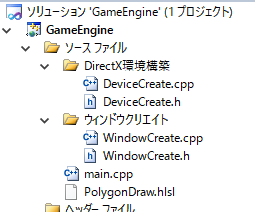 ソリューション 'GameEngine' (1 プロジェクト)
GameEngine
ソース ファイル
DirectX環境構築
DeviceCreate.cpp
DeviceCreate.h
ウィンドウクリエイト
WindowCreate.cpp
WindowCreate.h
main.cpp
PolygonDraw.hlsl
ヘッダー ファイル